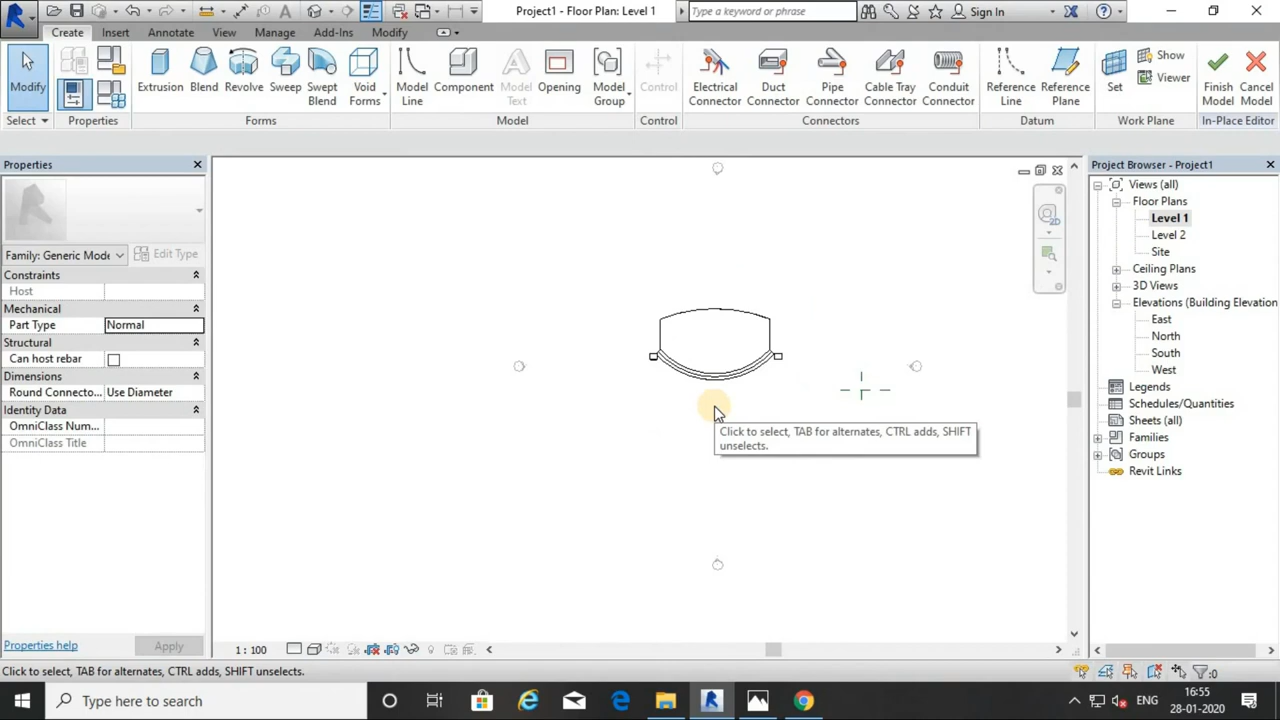 Project1 - Floor Plan: Level 1
Type a keyword or phrase
Sign In
Create Insert Annotate View Manage Add-Ins Modify
Modify
Extrusion Blend Revolve Sweep Swept Blend Void Forms
Model Line Component Model Text Opening Model Group
Control
Electrical Connector Duct Connector Pipe Connector Cable Tray Connector Conduit Connector
Reference Line Reference Plane
Set Show Viewer
Finish Model Cancel Model
Select Properties Forms Model Control Connectors Datum Work Plane In-Place Editor
Properties
Family: Generic Mode Edit Type
Constraints
Host
Mechanical
Part Type Normal
Structural
Can host rebar
Dimensions
Round Connecto... Use Diameter
Identity Data
OmniClass Num...
OmniClass Title
Properties help Apply
2D
Click to select, TAB for alternates, CTRL adds, SHIFT
unselects.
1 : 100
Project Browser - Project1
Views (all)
Floor Plans
Level 1
Level 2
Site
Ceiling Plans
3D Views
Elevations (Building Elevation
East
North
South
West
Legends
Schedules/Quantities
Sheets (all)
Families
Groups
Revit Links
Click to select, TAB for alternates, CTRL adds, SHIFT unselects.
:0
Type here to search
ENG
16:55
28-01-2020